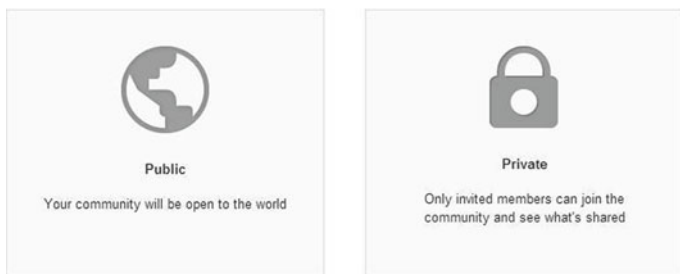 Public
Your community will be open to the world
Private
Only invited members can join the
community and see what's shared